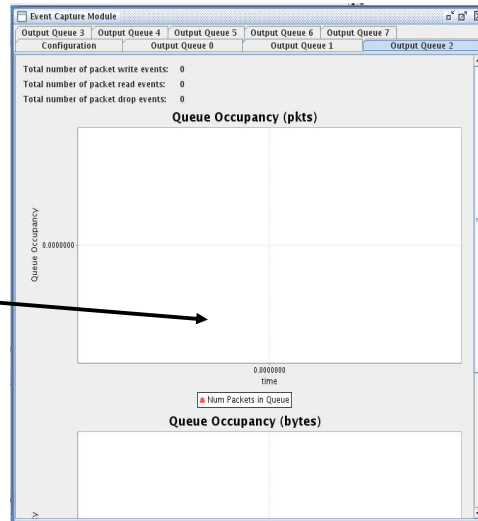 Event Capture Module
Output Queue 3 Output Queue 4 Output Queue 5 Output Queue 6 Output Queue 7
Configuration Output Queue 0 Output Queue 1 Output Queue 2
Total number of packet write events: 0
Total number of packet read events: 0
Total number of packet drop events: 0
Queue Occupancy (pkts)
Queue Occupancy
0.0000000
0.0000000
time
Num Packets in Queue
Queue Occupancy (bytes)